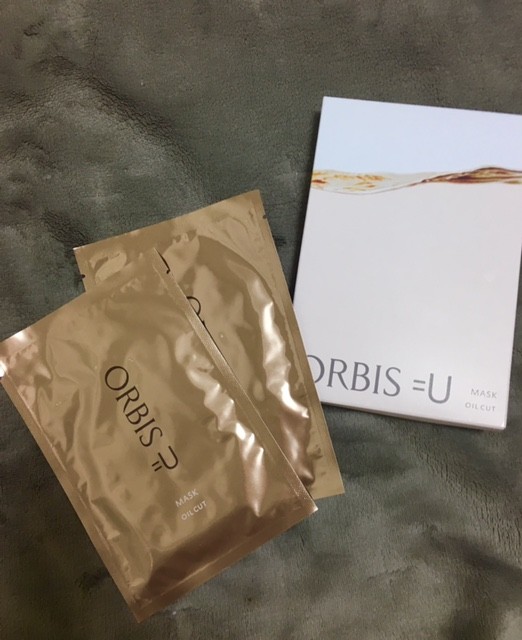 ORBIS =U
MASK
OIL CUT
ORBIS =U
MASK
OIL CUT